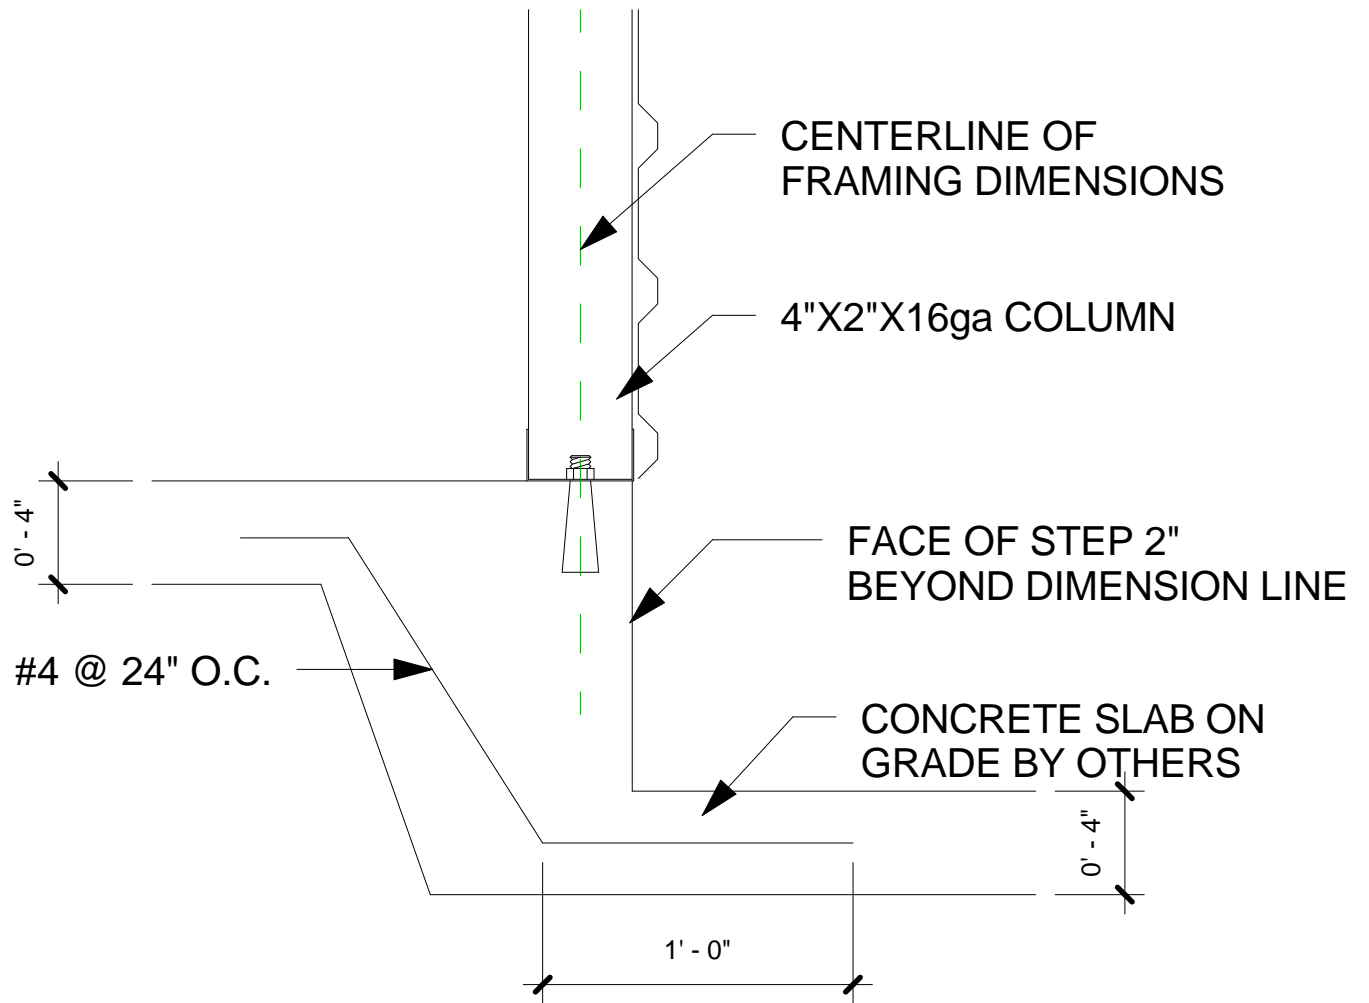 CENTERLINE OF
FRAMING DIMENSIONS
4"X2"X16ga COLUMN
0' - 4"
FACE OF STEP 2"
BEYOND DIMENSION LINE
#4 @ 24" O.C.
CONCRETE SLAB ON
GRADE BY OTHERS
0' - 4"
1' - 0"